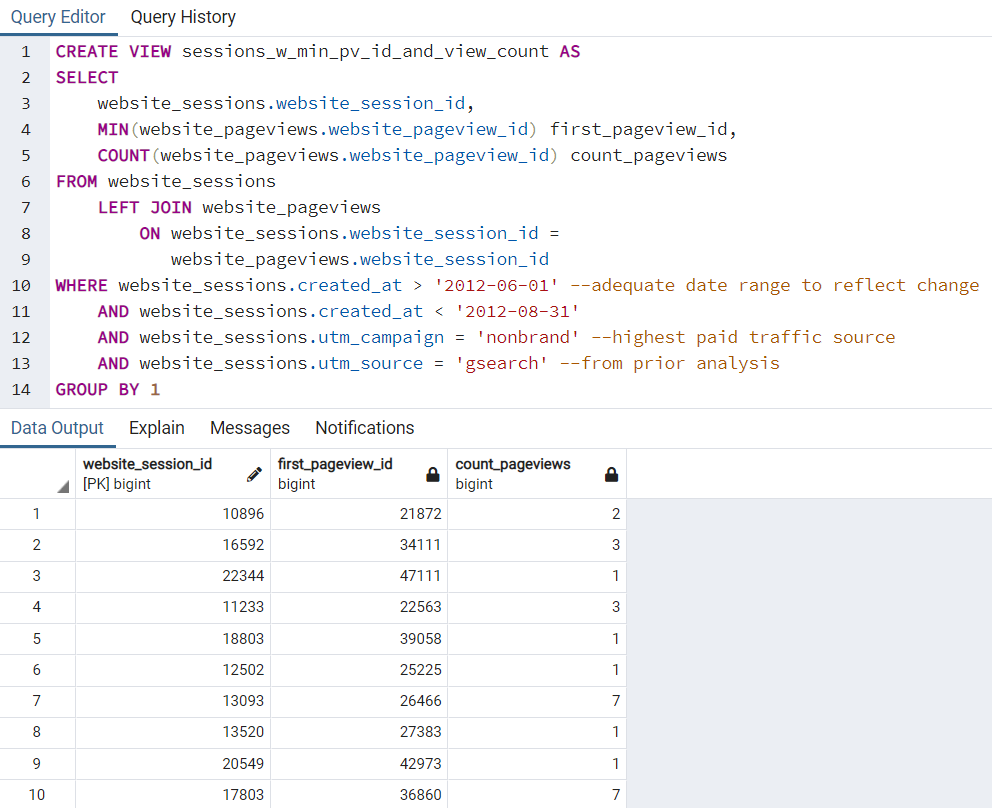 Query Editor Query History
1 CREATE VIEW sessions_w_min_pv_id_and_view_count AS
2 SELECT
3 website_sessions.website_session_id,
4 MIN(website_pageviews.website_pageview_id) first_pageview_id,
5 COUNT(website_pageviews.website_pageview_id) count_pageviews
6 FROM website_sessions
7 LEFT JOIN website_pageviews
8 ON website_sessions.website_session_id =
9 website_pageviews.website_session_id
10 WHERE website_sessions.created_at > '2012-06-01' --adequate date range to reflect change
11 AND website_sessions.created_at < '2012-08-31'
12 AND website_sessions.utm_campaign = 'nonbrand' --highest paid traffic source
13 AND website_sessions.utm_source = 'gsearch' --from prior analysis
14 GROUP BY 1
Data Output Explain Messages Notifications
website_session_id first_pageview_id count_pageviews
[PK] bigint bigint bigint
1 10896 21872 2
2 16592 34111 3
3 22344 47111 1
4 11233 22563 3
5 18803 39058 1
6 12502 25225 1
7 13093 26466 7
8 13520 27383 1
9 20549 42973 1
10 17803 36860 7